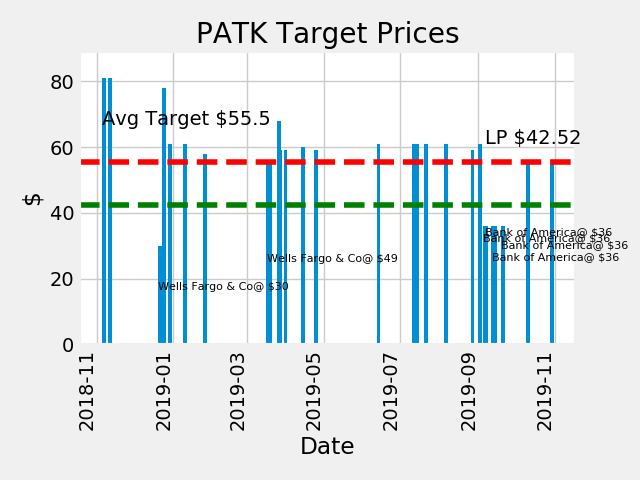 PATK Target Prices
Avg Target $55.5
LP $42.52
Bank of America@ $36
Bank of America@ $36
Bank of America@ $36
Bank of America@ $36
Wells Fargo & Co@ $49
Wells Fargo & Co@ $30
$
80
60
40
20
0
2018-11
2019-01
2019-03
2019-05
2019-07
2019-09
2019-11
Date